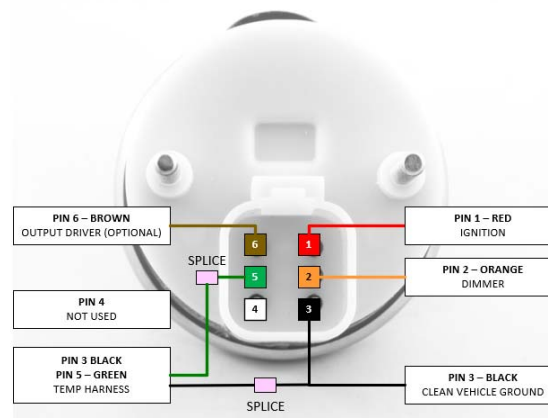 PIN 6 – BROWN
OUTPUT DRIVER (OPTIONAL)
PIN 1 – RED
IGNITION
6
1
SPLICE
5
2
PIN 2 – ORANGE
DIMMER
PIN 4
NOT USED
4
3
PIN 3 BLACK
PIN 5 – GREEN
TEMP HARNESS
PIN 3 – BLACK
CLEAN VEHICLE GROUND
SPLICE